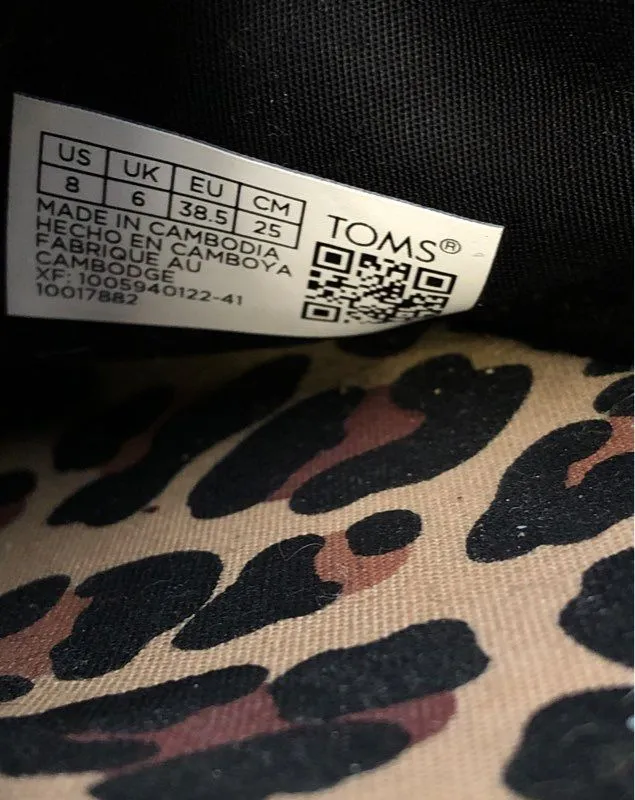 US UK EU CM
8 6 38.5 25
MADE IN CAMBODIA
HECHO EN CAMBOYA
FABRIQUE AU
CAMBODGE
XF: 1005940122-41
10017882
TOMS®